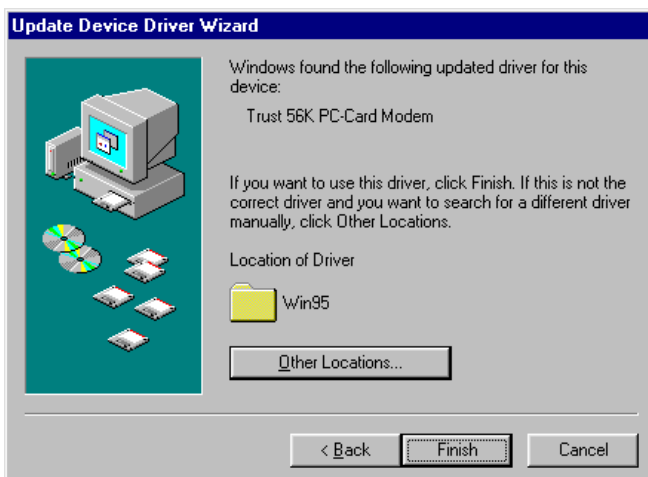 Update Device Driver Wizard
Windows found the following updated driver for this
device:
Trust 56K PC-Card Modem
If you want to use this driver, click Finish. If this is not the
correct driver and you want to search for a different driver
manually, click Other Locations.
Location of Driver
Win95
Other Locations...
< Back Finish Cancel